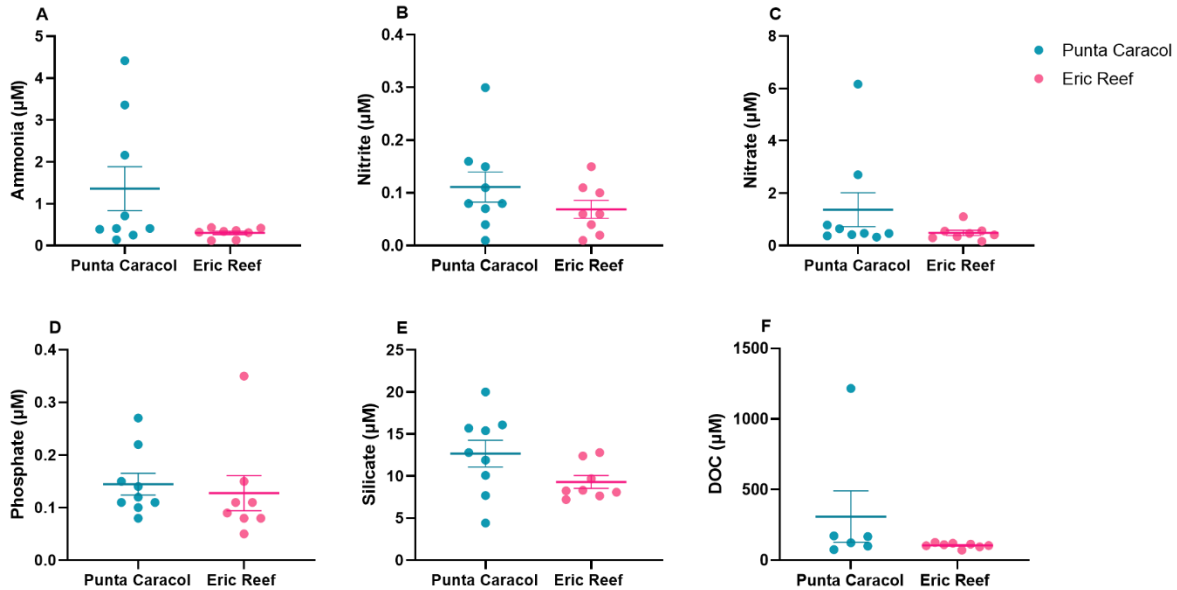 A
Ammonia (µM)
5
4
3
2
1
0
Punta Caracol Eric Reef
B
Nitrite (µM)
0.4
0.3
0.2
0.1
0.0
Punta Caracol Eric Reef
C
Nitrate (µM)
8
6
4
2
0
Punta Caracol Eric Reef
Punta Caracol
Eric Reef
D
Phosphate (µM)
0.4
0.3
0.2
0.1
0.0
Punta Caracol Eric Reef
E
Silicate (µM)
25
20
15
10
5
0
Punta Caracol Eric Reef
F
DOC (µM)
1500
1000
500
0
Punta Caracol Eric Reef